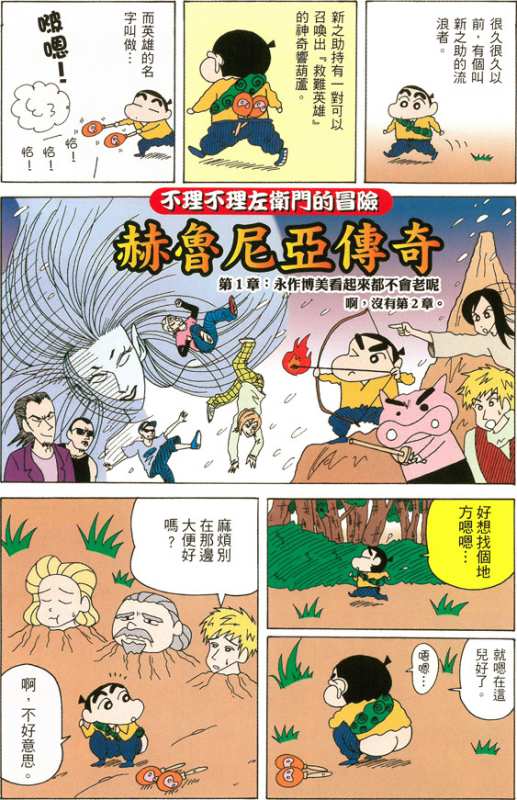 很久很久以
前，有個叫
新之助的流
浪者。
新之助持有一對可以
召喚出『救難英雄』
的神奇響葫蘆。
而英雄的名
字叫做…
啵嗯！
恰！
恰！
恰！
不理不理左衛門的冒險
赫魯尼亞傳奇
第1章：永作博美看起來都不會老呢
啊，沒有第2章。
好想找個地
方嗯嗯…
就嗯在這
兒好了。
唔嗯…
麻煩別
在那邊
大便好
嗎？
啊，不好意思。